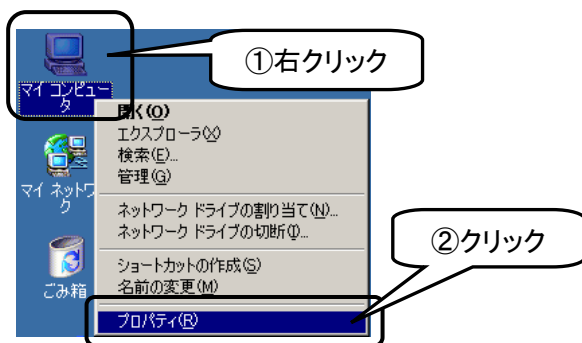 ①右クリック
マイ コンピュー
タ
開く(O)
エクスプローラ(X)
検索(E)...
管理(G)
マイ ネットワ
ク
ネットワーク ドライブの割り当て(N)...
ネットワーク ドライブの切断(I)...
②クリック
ショートカットの作成(S)
名前の変更(M)
ごみ箱
プロパティ(R)